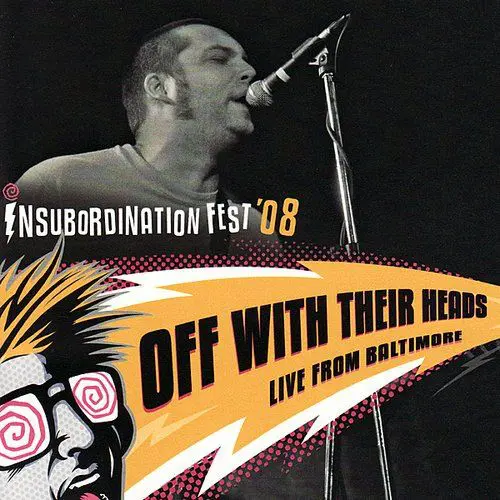 INSUBORDINATION FEST '08
OFF WITH THEIR HEADS
LIVE FROM BALTIMORE